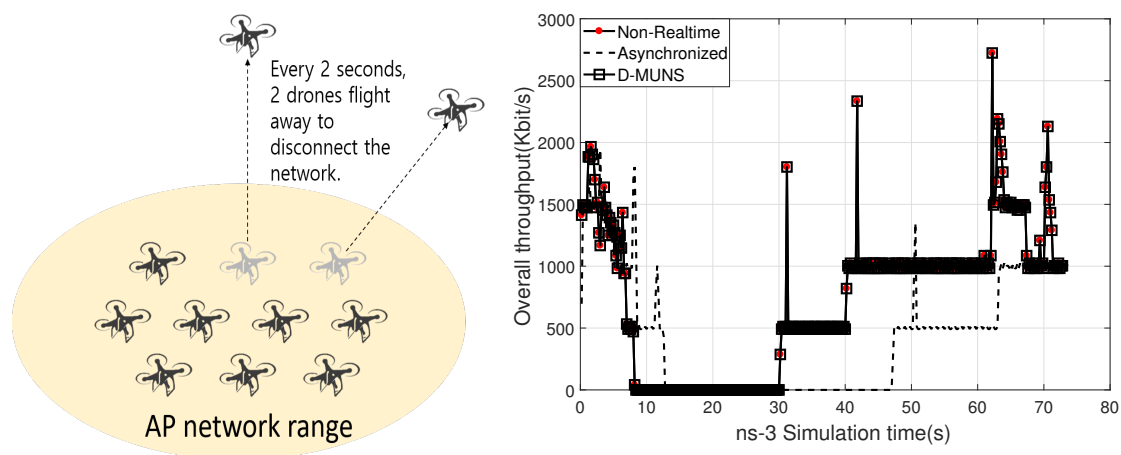 Every 2 seconds,
2 drones flight
away to
disconnect the
network.
AP network range
Overall throughput(Kbit/s)
3000
2500
2000
1500
1000
500
0
Non-Realtime
Asynchronized
D-MUNS
0 10 20 30 40 50 60 70 80
ns-3 Simulation time(s)